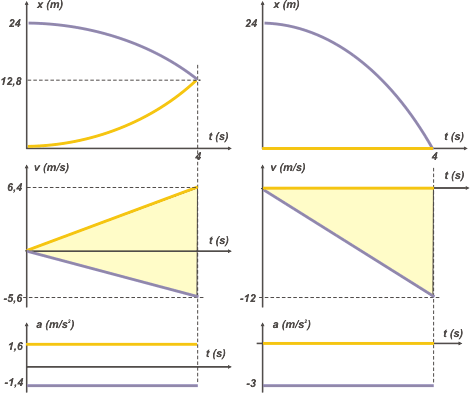 x (m)
24
12,8
t (s)
4
x (m)
24
t (s)
4
v (m/s)
6,4
t (s)
-5,6
v (m/s)
t (s)
-12
a (m/s²)
1,6
t (s)
-1,4
a (m/s²)
t (s)
-3